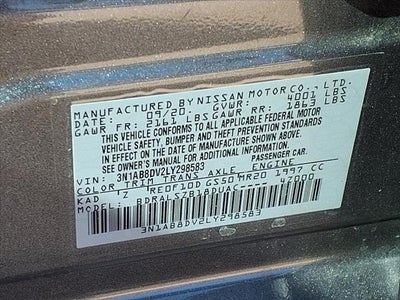 MANUFACTURED BY NISSAN MOTOR CO., LTD.
09/20 GVWR: 4001 LBS
GAWR FR: 2161 LBS GAWR RR: 1863 LBS
THIS VEHICLE CONFORMS TO ALL APPLICABLE FEDERAL MOTOR
VEHICLE SAFETY, BUMPER AND THEFT PREVENTION STANDARDS
IN EFFECT ON THE DATE OF MANUFACTURE SHOWN ABOVE.
SEE OWNER'S MANUAL FOR ADDITIONAL INFORMATION
VIN 3N1AB8DV2LY298583 PASSENGER CAR
COLOR TRIM TRANS AXLE ENGINE
KAD 'Z RE0F10D GS50 MR20 1997 CC
BDRALSZB18DUAC----- 47000
3N1AB8DV2LY298583